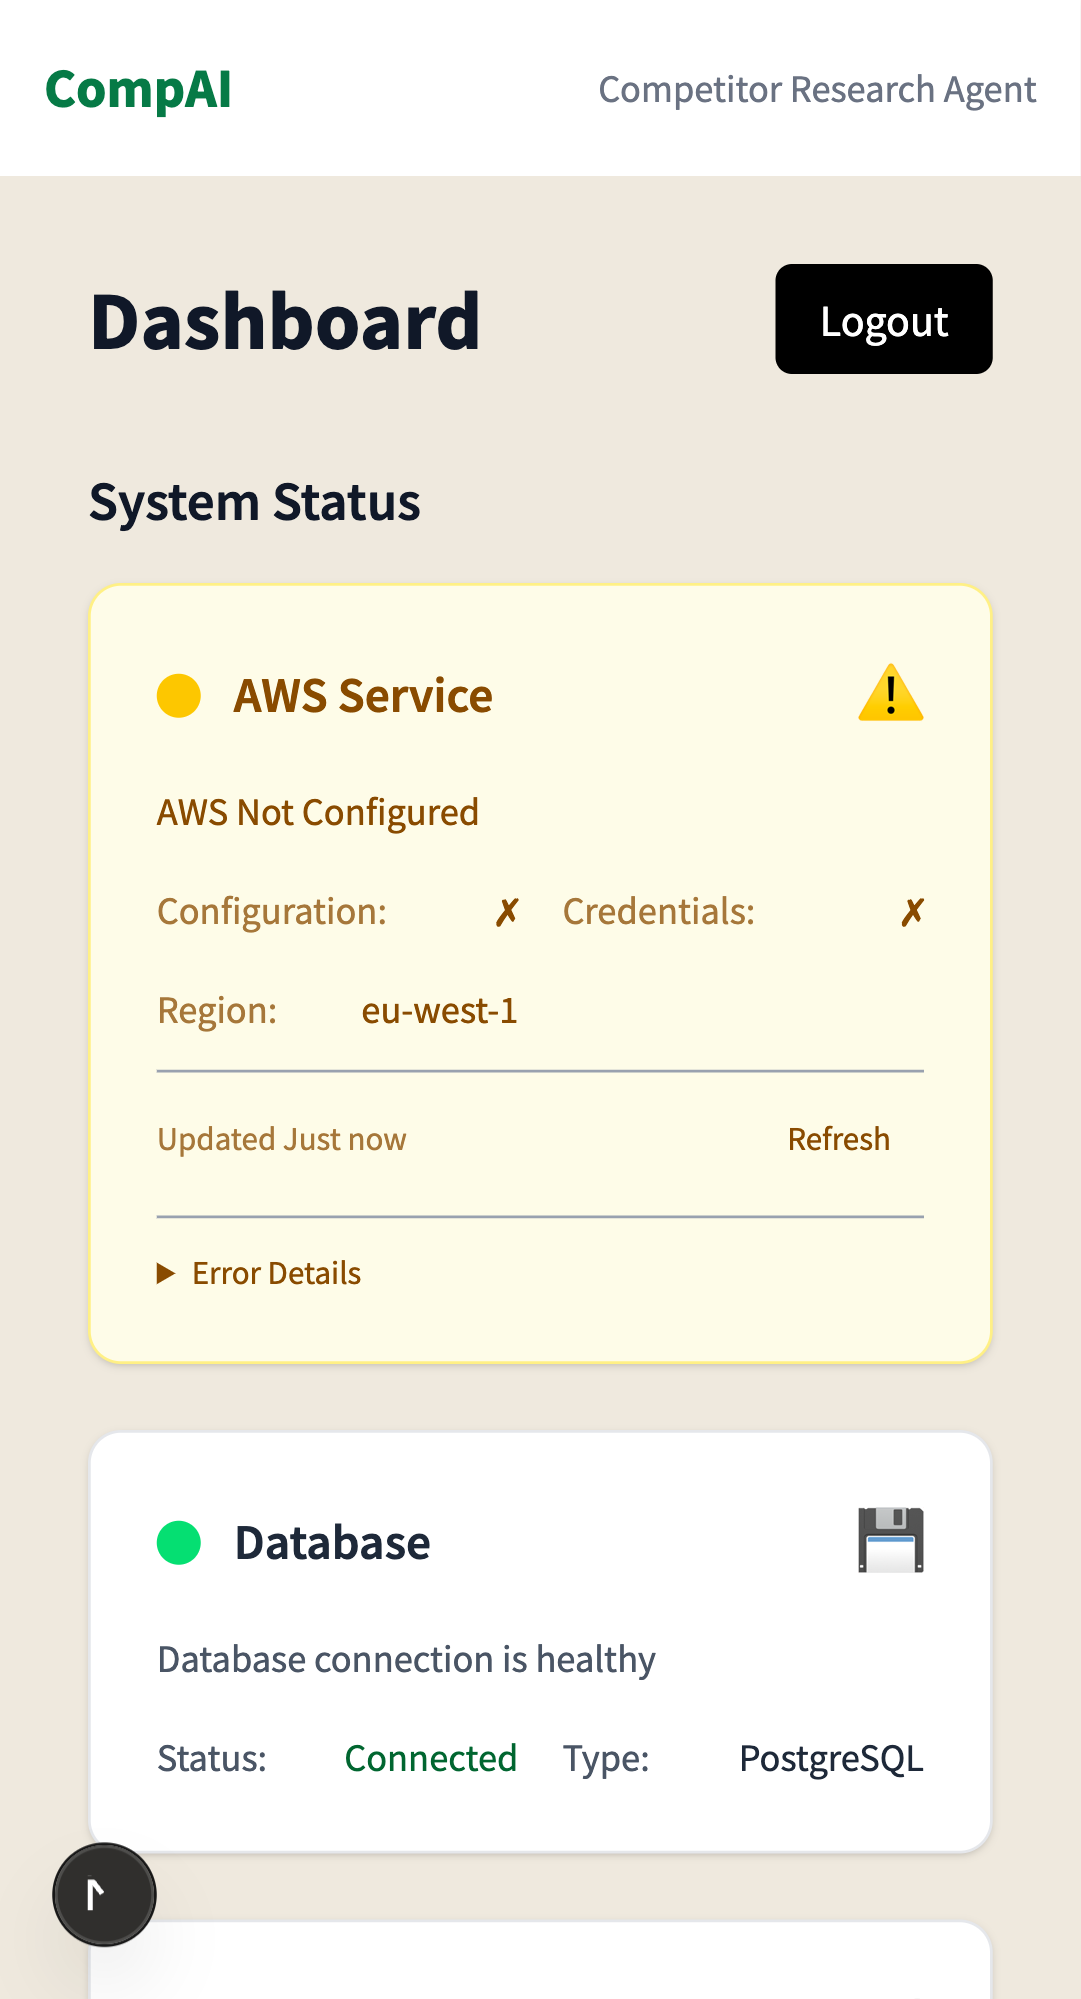 CompAI
Competitor Research Agent
Dashboard
Logout
System Status
AWS Service
AWS Not Configured
Configuration: ✗ Credentials: ✗
Region: eu-west-1
Updated Just now
Refresh
▶ Error Details
Database
Database connection is healthy
Status: Connected Type: PostgreSQL